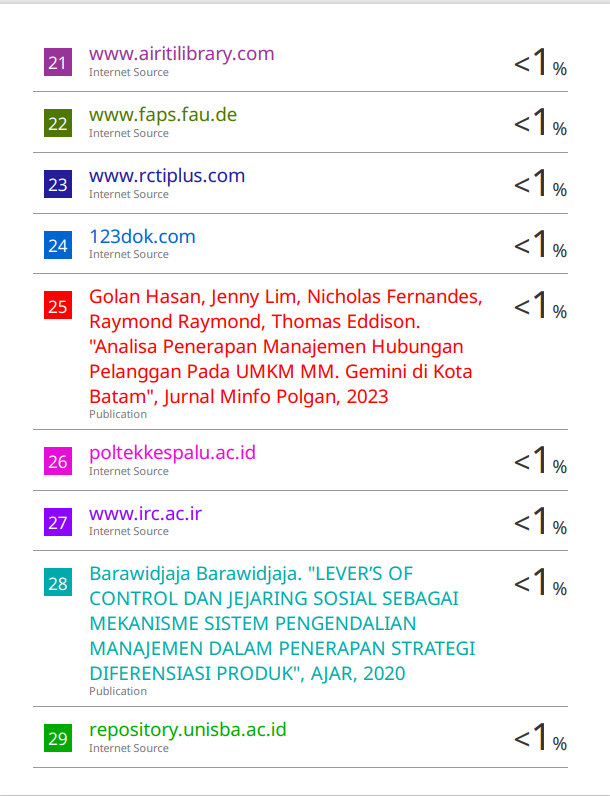 21
www.airitilibrary.com
Internet Source
<1%
22
www.faps.fau.de
Internet Source
<1%
23
www.rctiplus.com
Internet Source
<1%
24
123dok.com
Internet Source
<1%
25
Golan Hasan, Jenny Lim, Nicholas Fernandes,
Raymond Raymond, Thomas Eddison.
"Analisa Penerapan Manajemen Hubungan
Pelanggan Pada UMKM MM. Gemini di Kota
Batam", Jurnal Minfo Polgan, 2023
Publication
<1%
26
poltekkespalu.ac.id
Internet Source
<1%
27
www.irc.ac.ir
Internet Source
<1%
28
Barawidjaja Barawidjaja. "LEVER’S OF
CONTROL DAN JEJARING SOSIAL SEBAGAI
MEKANISME SISTEM PENGENDALIAN
MANAJEMEN DALAM PENERAPAN STRATEGI
DIFERENSIASI PRODUK", AJAR, 2020
Publication
<1%
29
repository.unisba.ac.id
Internet Source
<1%